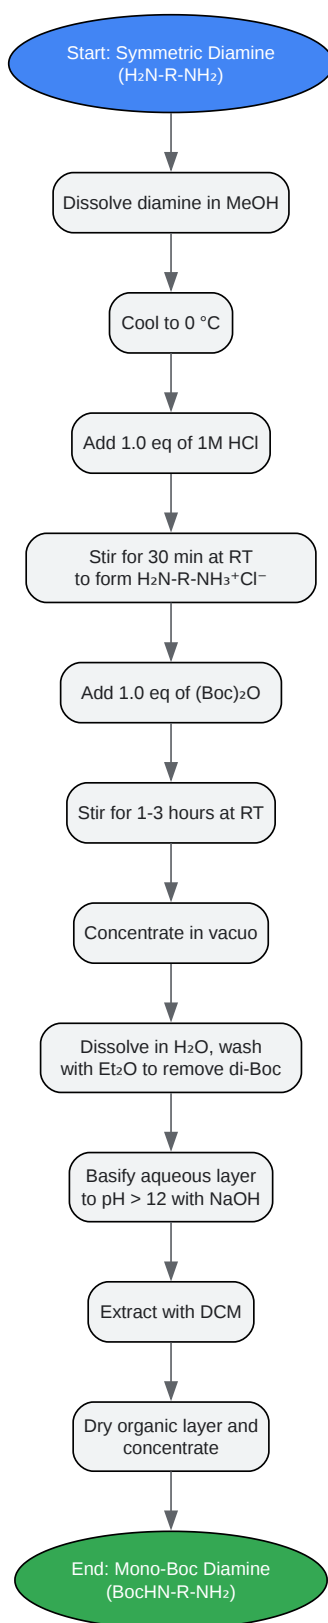 Start: Symmetric Diamine
(H₂N-R-NH₂)
Dissolve diamine in MeOH
Cool to 0 °C
Add 1.0 eq of 1M HCl
Stir for 30 min at RT
to form H₂N-R-NH₃⁺Cl⁻
Add 1.0 eq of (Boc)₂O
Stir for 1-3 hours at RT
Concentrate in vacuo
Dissolve in H₂O, wash
with Et₂O to remove di-Boc
Basify aqueous layer
to pH > 12 with NaOH
Extract with DCM
Dry organic layer and
concentrate
End: Mono-Boc Diamine
(BocHN-R-NH₂)